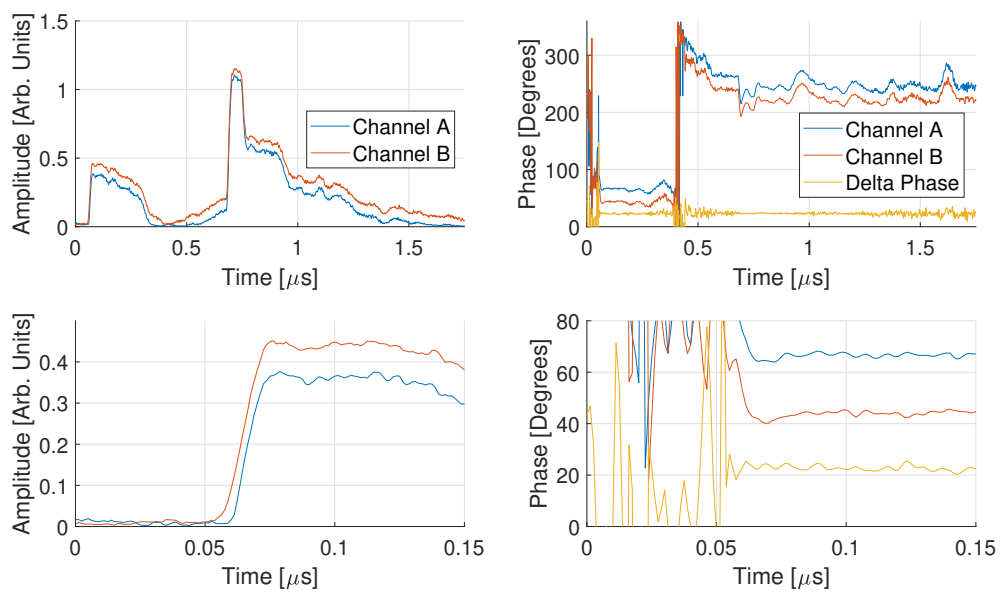 Amplitude [Arb. Units]
1.5
1
0.5
0
0
0.5
1
1.5
Time [μs]
Channel A
Channel B
Phase [Degrees]
300
200
100
0
0
0.5
1
1.5
Time [μs]
Channel A
Channel B
Delta Phase
Amplitude [Arb. Units]
0.4
0.3
0.2
0.1
0
0
0.05
0.1
0.15
Time [μs]
Phase [Degrees]
80
60
40
20
0
0
0.05
0.1
0.15
Time [μs]